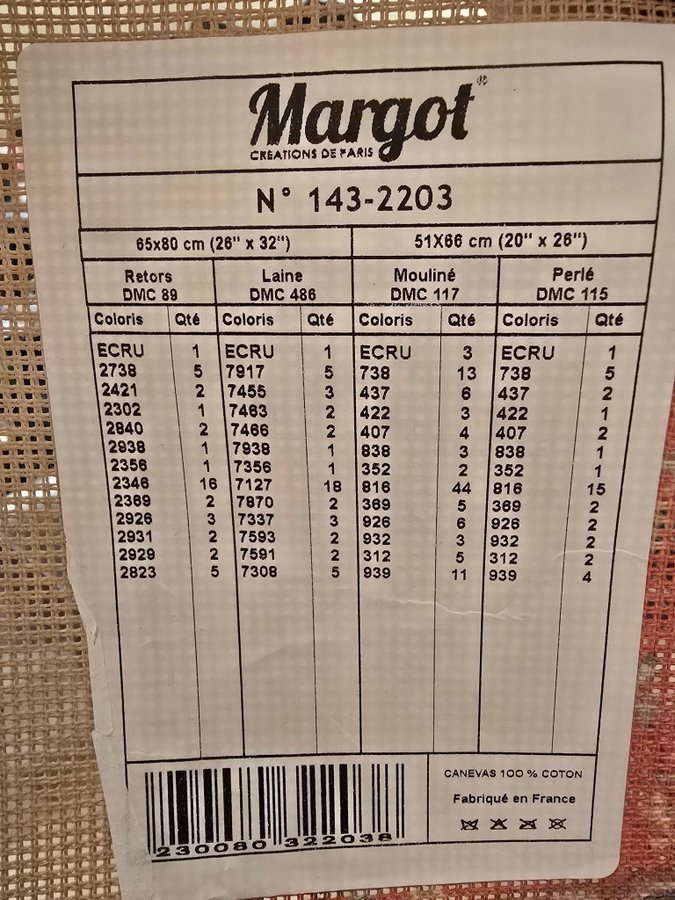 Margot®
CREATIONS DE PARIS
N° 143-2203
65x80 cm (26" x 32") 51X66 cm (20" x 26")
Retors Laine Mouliné Perlé
DMC 89 DMC 486 DMC 117 DMC 115
Coloris Qté Coloris Qté Coloris Qté Coloris Qté
ECRU 1 ECRU 1 ECRU 3 ECRU 1
2738 5 7917 5 738 13 738 5
2421 2 7455 3 437 6 437 2
2302 1 7463 2 422 3 422 1
2840 2 7466 2 407 4 407 2
2938 1 7938 1 838 3 838 1
2356 1 7356 1 352 2 352 1
2346 16 7127 18 816 44 816 15
2369 2 7870 2 369 5 369 2
2926 3 7337 3 926 6 926 2
2931 2 7593 2 932 3 932 2
2929 2 7591 2 312 5 312 2
2823 5 7308 5 939 11 939 4
CANEVAS 100 % COTON
Fabriqué en France
230080 322038